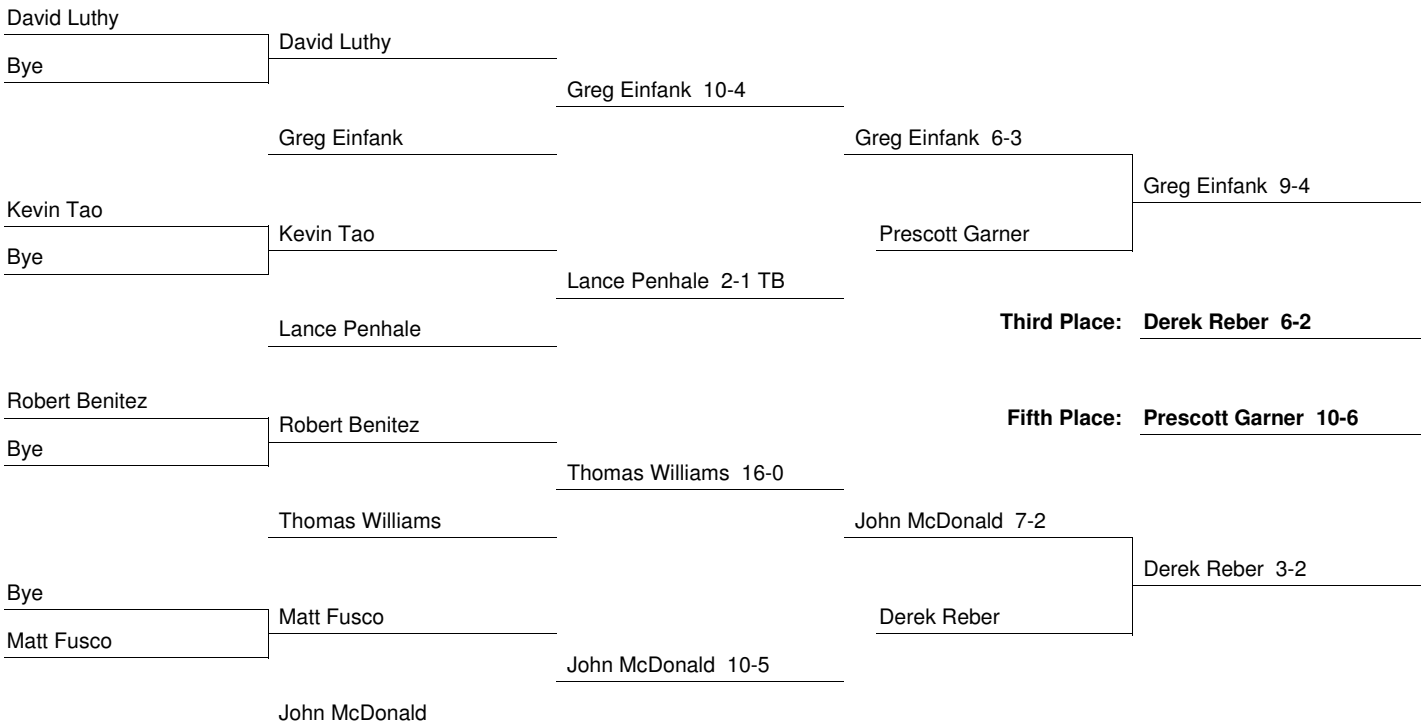 David Luthy
David Luthy
Bye
Greg Einfank 10-4
Greg Einfank
Greg Einfank 6-3
Greg Einfank 9-4
Kevin Tao
Kevin Tao
Prescott Garner
Bye
Lance Penhale 2-1 TB
Lance Penhale
Third Place: Derek Reber 6-2
Robert Benitez
Robert Benitez
Fifth Place: Prescott Garner 10-6
Bye
Thomas Williams 16-0
Thomas Williams
John McDonald 7-2
Derek Reber 3-2
Bye
Matt Fusco
Derek Reber
Matt Fusco
John McDonald 10-5
John McDonald